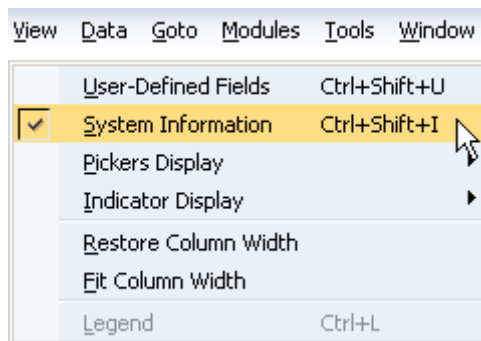 View Data Goto Modules Tools Window
User-Defined Fields Ctrl+Shift+U
System Information Ctrl+Shift+I
Pickers Display
Indicator Display
Restore Column Width
Fit Column Width
Legend Ctrl+L